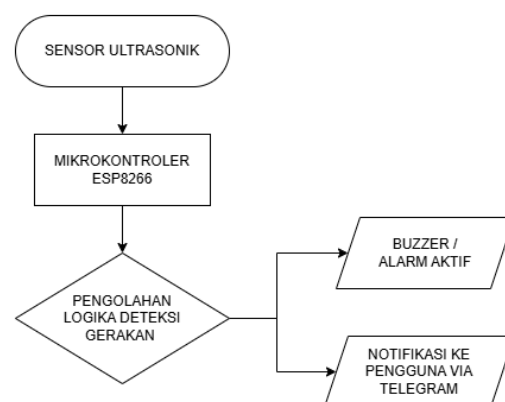 SENSOR ULTRASONIK
MIKROKONTROLER
ESP8266
PENGOLAHAN
LOGIKA DETEKSI
GERAKAN
BUZZER /
ALARM AKTIF
NOTIFIKASI KE
PENGGUNA VIA
TELEGRAM